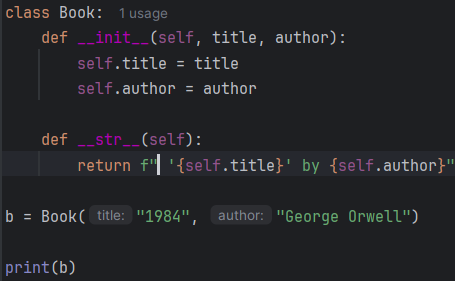 class Book: 1 usage
    def __init__(self, title, author):
        self.title = title
        self.author = author
    def __str__(self):
        return f" '{self.title}' by {self.author}"
b = Book( title: "1984", author: "George Orwell")
print(b)